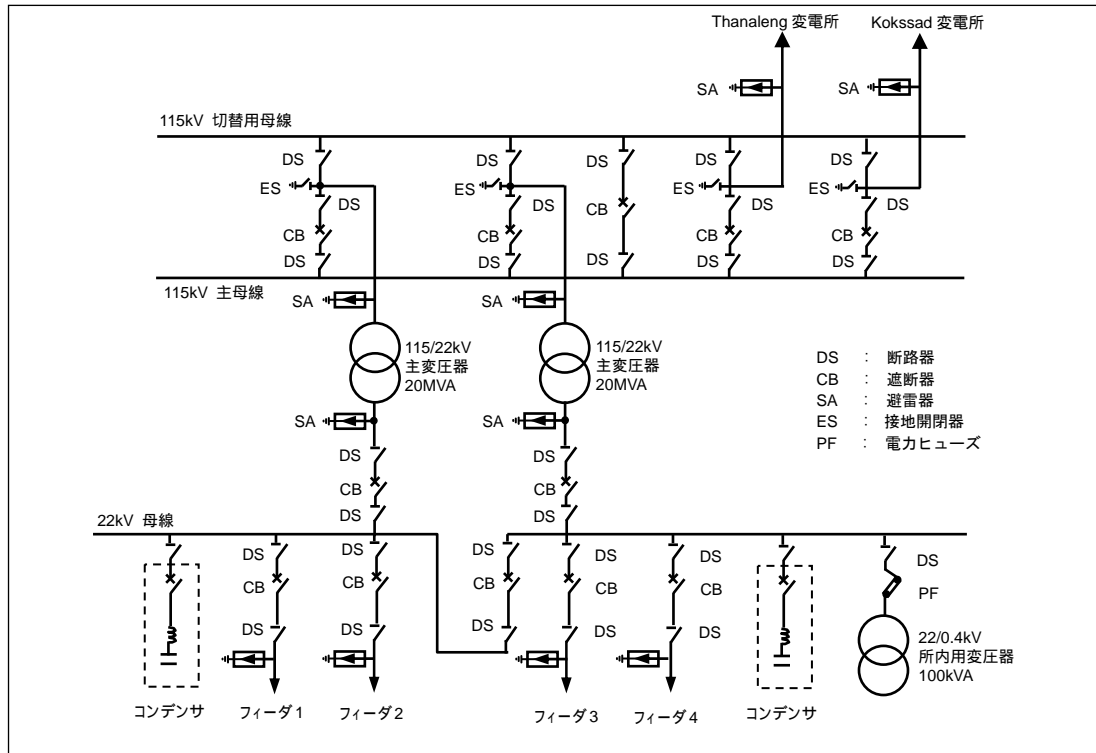 Thanaleng 変電所 Kokssad 変電所
SA SA
115kV 切替用母線
DS DS DS DS DS
ES ES ES ES
DS DS DS DS
CB CB CB CB CB
DS DS DS DS DS
115kV 主母線
SA SA
115/22kV 115/22kV
主変圧器 主変圧器
20MVA 20MVA
DS : 断路器
CB : 遮断器
SA : 避雷器
ES : 接地開閉器
PF : 電力ヒューズ
SA SA
DS DS
CB CB
DS DS
22kV 母線
DS DS DS DS DS DS
CB CB CB CB CB
PF
DS DS DS DS DS
22/0.4kV
所内用変圧器
100kVA
コンデンサ フィーダ1 フィーダ2 フィーダ3 フィーダ4 コンデンサ